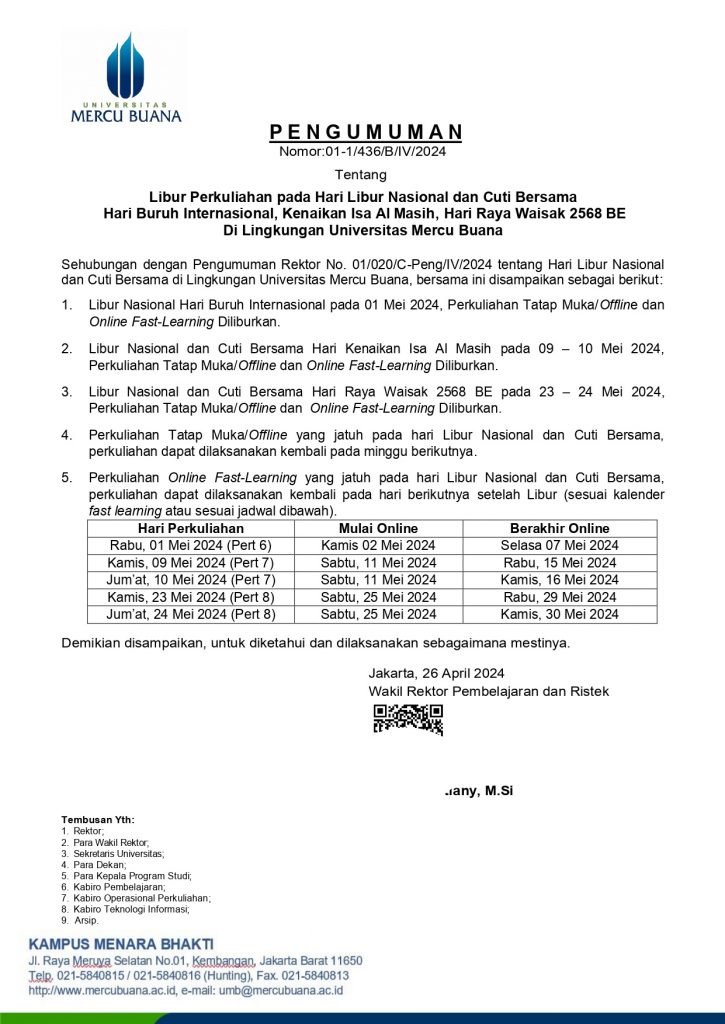 UNIVERSITAS
MERCU BUANA
PENGUMUMAN
Nomor:01-1/436/B/IV/2024
Tentang
Libur Perkuliahan pada Hari Libur Nasional dan Cuti Bersama
Hari Buruh Internasional, Kenaikan Isa Al Masih, Hari Raya Waisak 2568 BE
Di Lingkungan Universitas Mercu Buana
Sehubungan dengan Pengumuman Rektor No. 01/020/C-Peng/IV/2024 tentang Hari Libur Nasional
dan Cuti Bersama di Lingkungan Universitas Mercu Buana, bersama ini disampaikan sebagai berikut:
1. Libur Nasional Hari Buruh Internasional pada 01 Mei 2024, Perkuliahan Tatap Muka/Offline dan
Online Fast-Learning Diliburkan.
2. Libur Nasional dan Cuti Bersama Hari Kenaikan Isa Al Masih pada 09 – 10 Mei 2024,
Perkuliahan Tatap Muka/Offline dan Online Fast-Learning Diliburkan.
3. Libur Nasional dan Cuti Bersama Hari Raya Waisak 2568 BE pada 23 – 24 Mei 2024,
Perkuliahan Tatap Muka/Offline dan Online Fast-Learning Diliburkan.
4. Perkuliahan Tatap Muka/Offline yang jatuh pada hari Libur Nasional dan Cuti Bersama,
perkuliahan dapat dilaksanakan kembali pada minggu berikutnya.
5. Perkuliahan Online Fast-Learning yang jatuh pada hari Libur Nasional dan Cuti Bersama,
perkuliahan dapat dilaksanakan kembali pada hari berikutnya setelah Libur (sesuai kalender
fast learning atau sesuai jadwal dibawah).
Hari Perkuliahan Mulai Online Berakhir Online
Rabu, 01 Mei 2024 (Pert 6) Kamis 02 Mei 2024 Selasa 07 Mei 2024
Kamis, 09 Mei 2024 (Pert 7) Sabtu, 11 Mei 2024 Rabu, 15 Mei 2024
Jum'at, 10 Mei 2024 (Pert 7) Sabtu, 11 Mei 2024 Kamis, 16 Mei 2024
Kamis, 23 Mei 2024 (Pert 8) Sabtu, 25 Mei 2024 Rabu, 29 Mei 2024
Jum'at, 24 Mei 2024 (Pert 8) Sabtu, 25 Mei 2024 Kamis, 30 Mei 2024
Demikian disampaikan, untuk diketahui dan dilaksanakan sebagaimana mestinya.
Jakarta, 26 April 2024
Wakil Rektor Pembelajaran dan Ristek
M.Si
Tembusan Yth:
1. Rektor;
2. Para Wakil Rektor;
3. Sekretaris Universitas;
4. Para Dekan;
5. Para Kepala Program Studi;
6. Kabiro Pembelajaran;
7. Kabiro Operasional Perkuliahan;
8. Kabiro Teknologi Informasi;
9. Arsip.
KAMPUS MENARA BHAKTI
Jl. Raya Meruya Selatan No.01, Kembangan, Jakarta Barat 11650
Telp. 021-5840815 / 021-5840816 (Hunting), Fax. 021-5840813
http://www.mercubuana.ac.id, e-mail: umb@mercubuana.ac.id